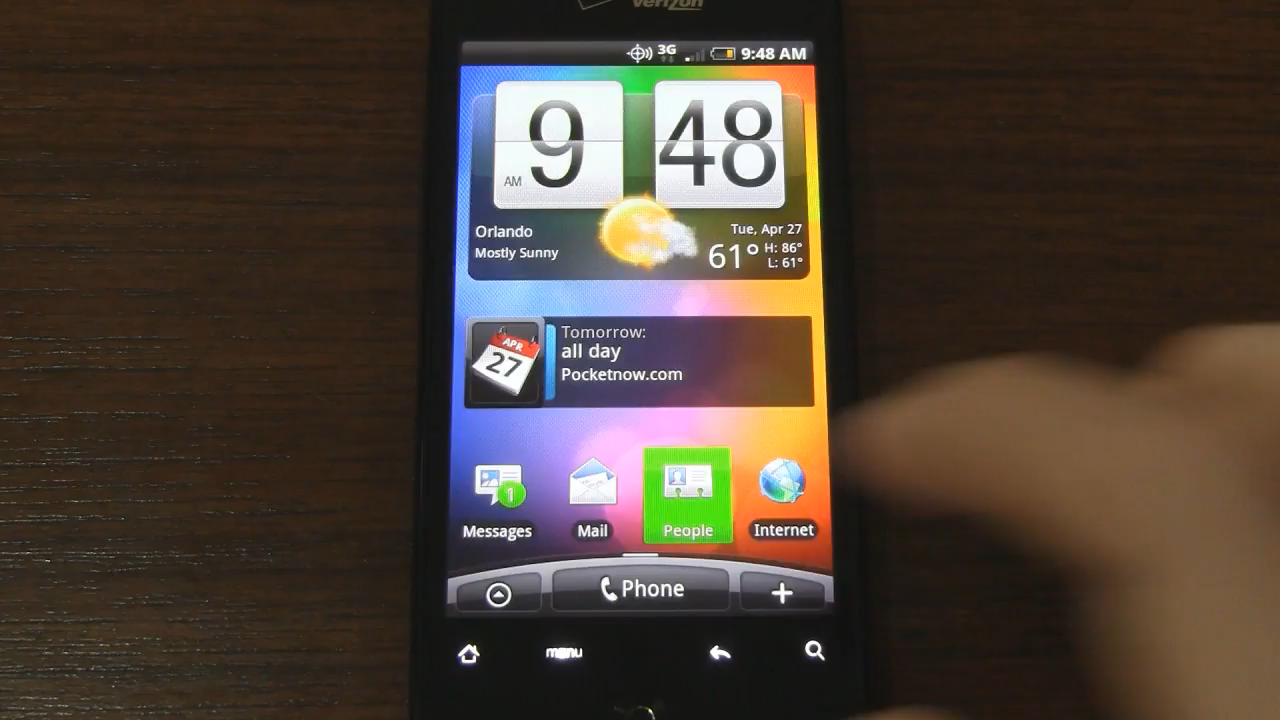 verizon
3G 9:48 AM
9 48
AM
Orlando
Mostly Sunny
Tue, Apr 27
61° H: 86°
L: 61°
APR
27
Tomorrow:
all day
Pocketnow.com
1
Messages Mail People Internet
Phone
menu